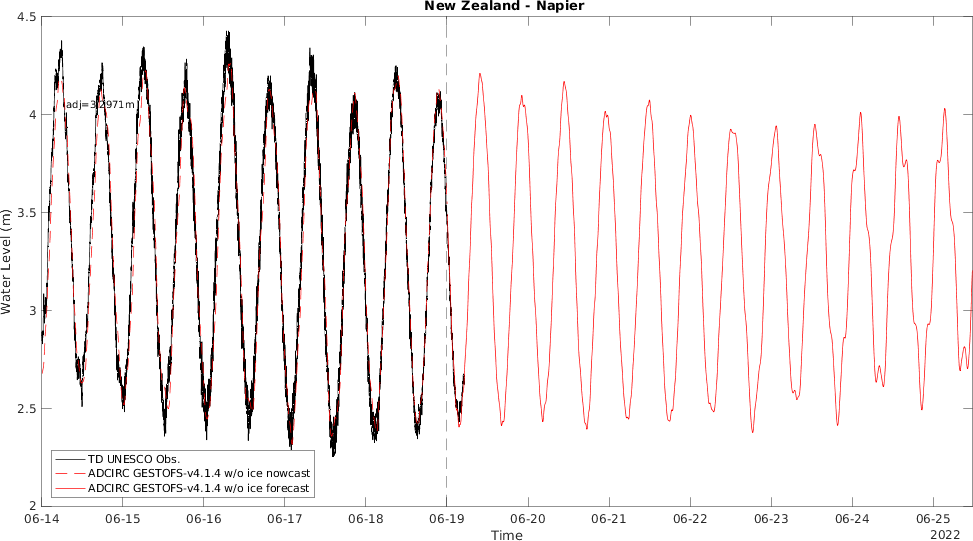 New Zealand - Napier
4.5
4
3.5
3
2.5
2
Water Level (m)
adj=3.2971m
TD UNESCO Obs.
ADCIRC GESTOFS-v4.1.4 w/o ice nowcast
ADCIRC GESTOFS-v4.1.4 w/o ice forecast
06-14 06-15 06-16 06-17 06-18 06-19 06-20 06-21 06-22 06-23 06-24 06-25
Time
2022